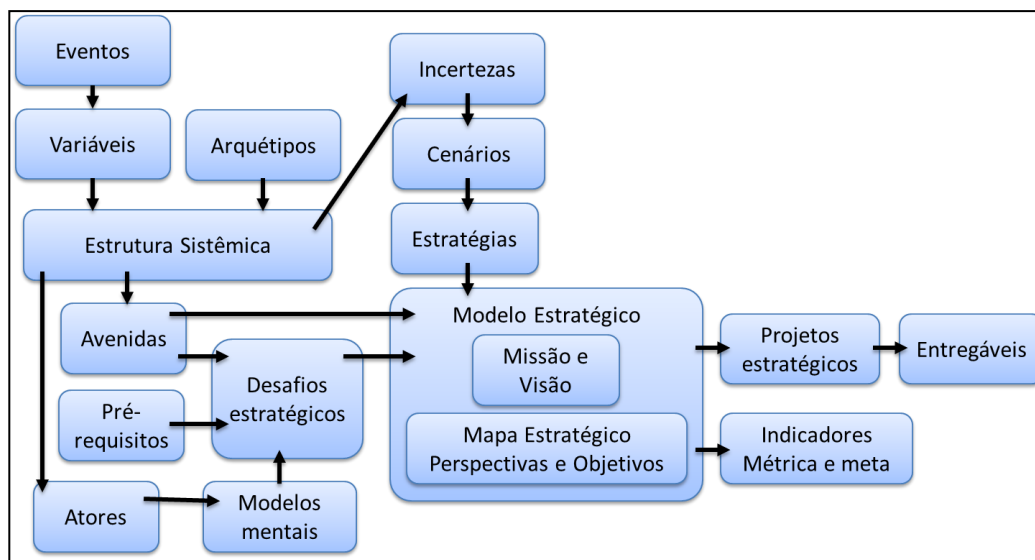 Eventos
Incertezas
Variáveis
Arquétipos
Cenários
Estrutura Sistêmica
Estratégias
Avenidas
Modelo Estratégico
Missão e
Visão
Projetos
estratégicos
Entregáveis
Desafios
estratégicos
Pré-
requisitos
Mapa Estratégico
Perspectivas e Objetivos
Indicadores
Métrica e meta
Atores
Modelos
mentais